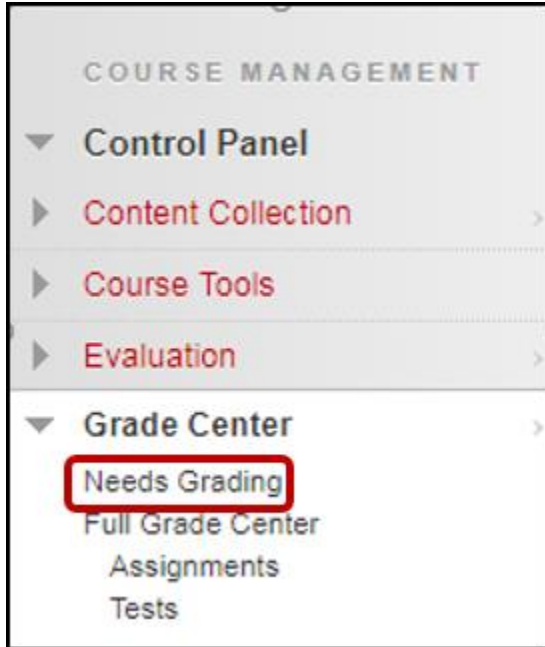 COURSE MANAGEMENT
Control Panel
Content Collection
Course Tools
Evaluation
Grade Center
Needs Grading
Full Grade Center
Assignments
Tests